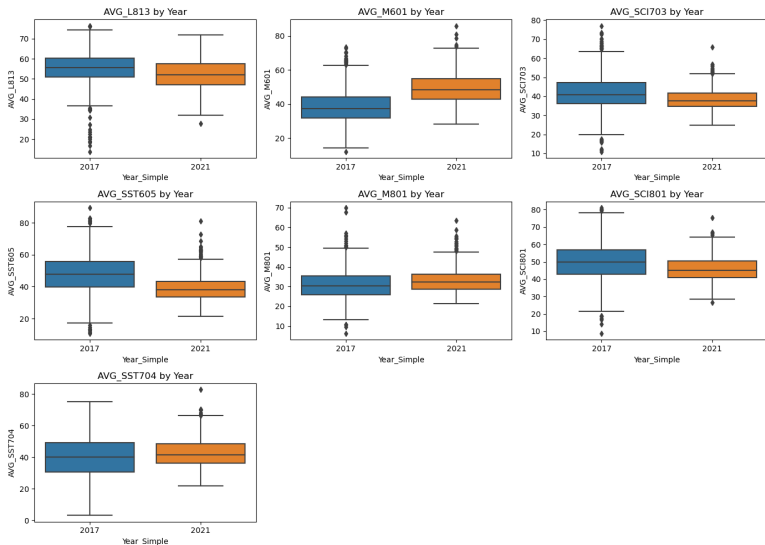 AVG_L813 by Year
AVG_L813
70
60
50
40
30
20
2017
2021
Year_Simple
AVG_M601 by Year
AVG_M601
80
60
40
20
2017
2021
Year_Simple
AVG_SCI703 by Year
AVG_SCI703
80
70
60
50
40
30
20
10
2017
2021
Year_Simple
AVG_SST605 by Year
AVG_SST605
80
60
40
20
2017
2021
Year_Simple
AVG_M801 by Year
AVG_M801
70
60
50
40
30
20
10
2017
2021
Year_Simple
AVG_SCI801 by Year
AVG_SCI801
80
70
60
50
40
30
20
10
2017
2021
Year_Simple
AVG_SST704 by Year
AVG_SST704
80
60
40
20
0
2017
2021
Year_Simple